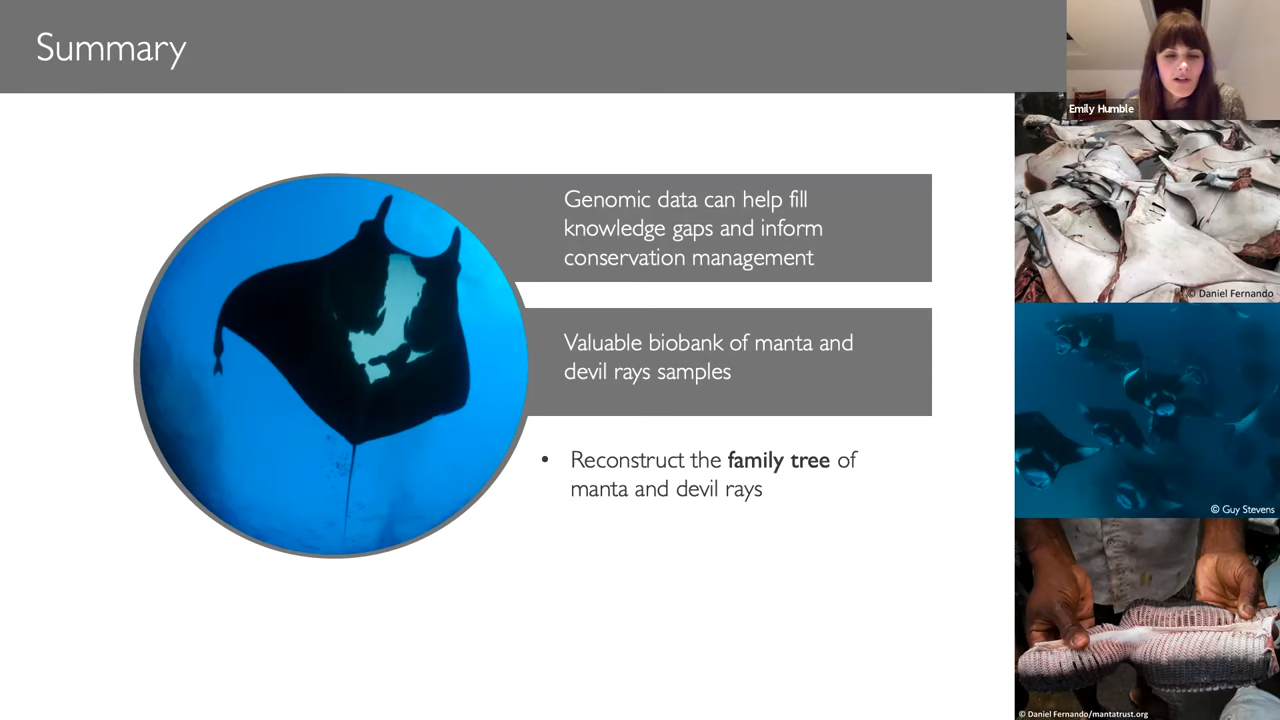 Summary
Emily Humble
Genomic data can help fill
knowledge gaps and inform
conservation management
Valuable biobank of manta and
devil rays samples
• Reconstruct the family tree of
manta and devil rays
© Daniel Fernando
© Guy Stevens
© Daniel Fernando/mantatrust.org